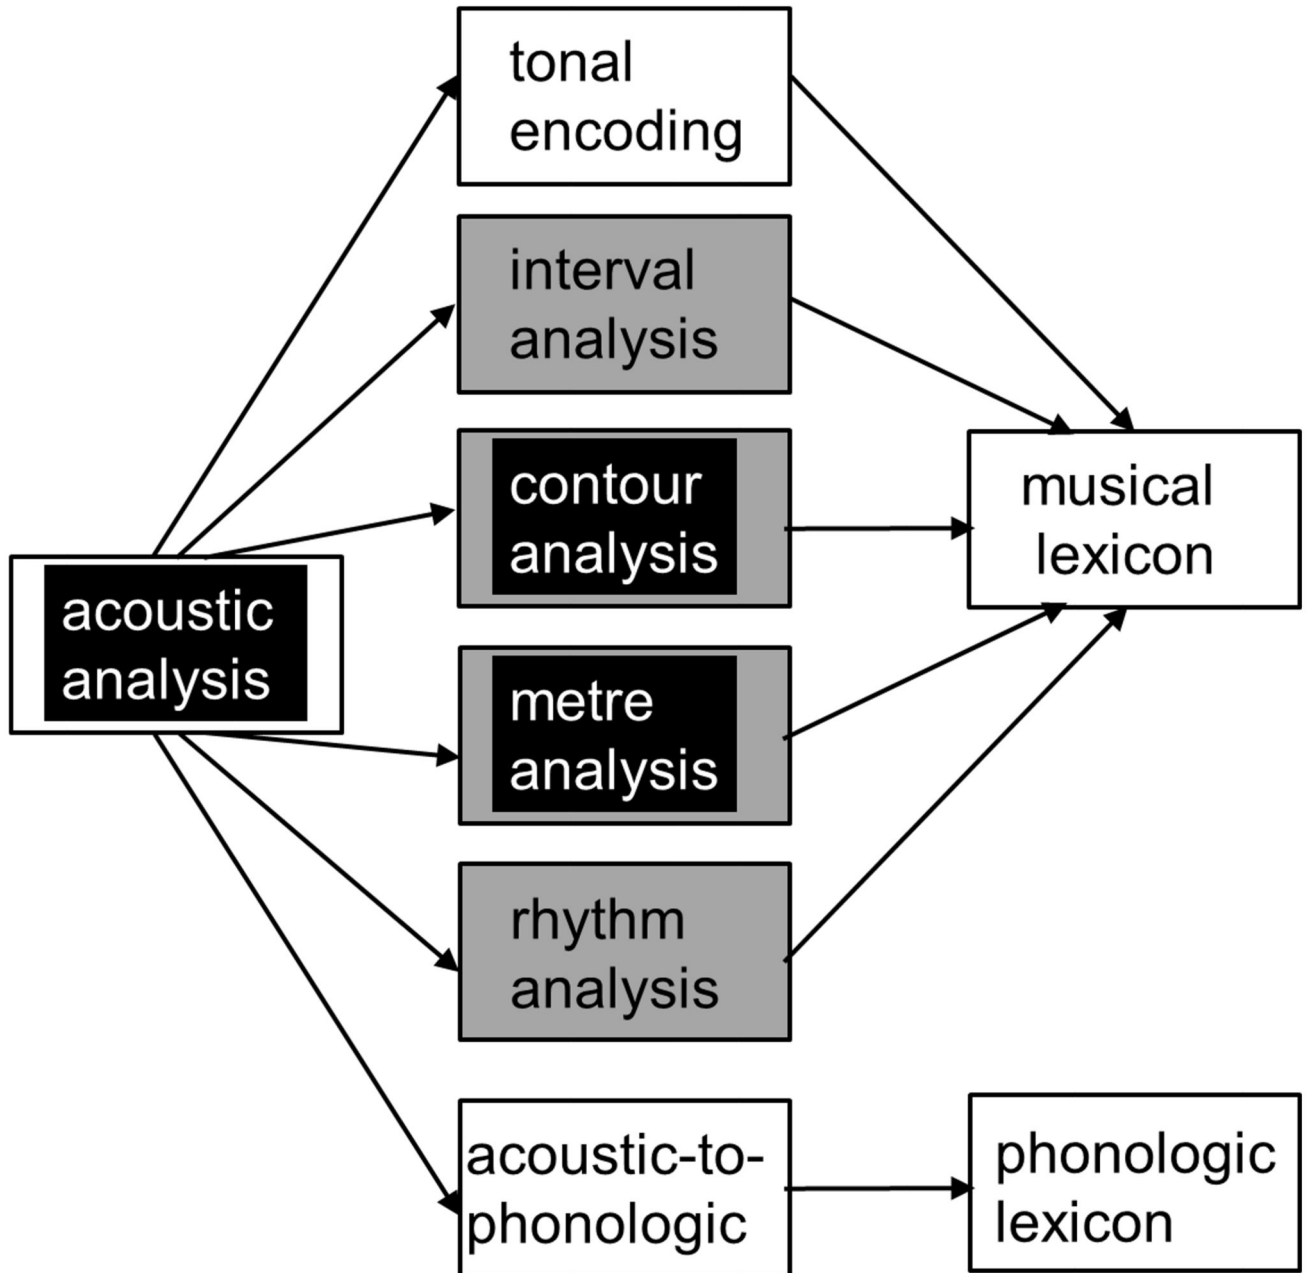 tonal
encoding
interval
analysis
contour
analysis
musical
lexicon
acoustic
analysis
metre
analysis
rhythm
analysis
acoustic-to-
phonologic
phonologic
lexicon